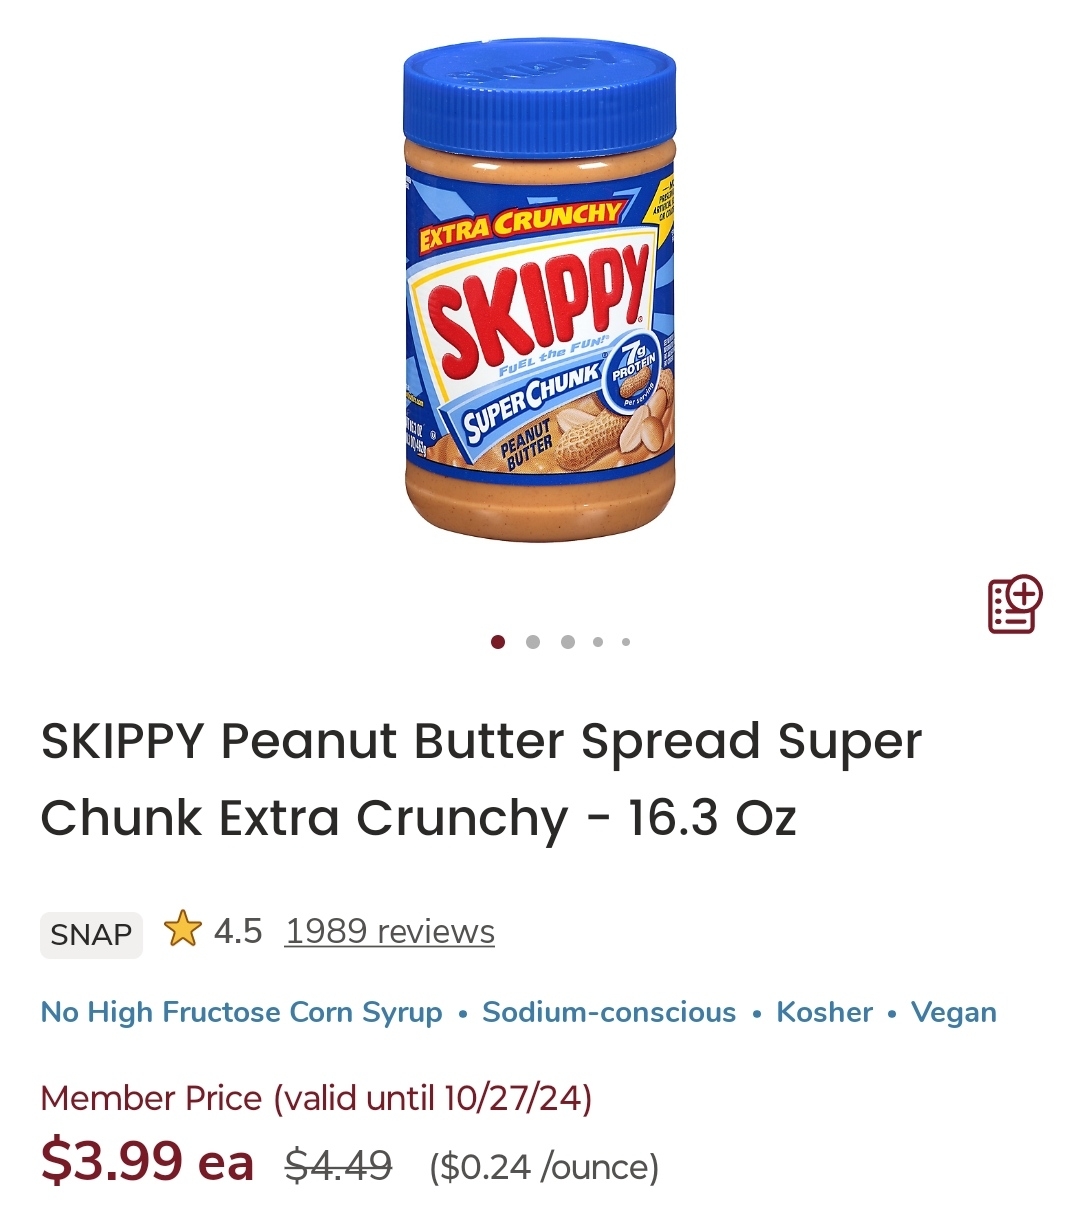 SKIPPY
EXTRA CRUNCHY
SKIPPY
FUEL the FUN!
SUPER CHUNK
7g
PROTEIN
Per serving
PEANUT
BUTTER
SKIPPY Peanut Butter Spread Super
Chunk Extra Crunchy - 16.3 Oz
SNAP 4.5 1989 reviews
No High Fructose Corn Syrup • Sodium-conscious • Kosher • Vegan
Member Price (valid until 10/27/24)
$3.99 ea $4.49 ($0.24 /ounce)